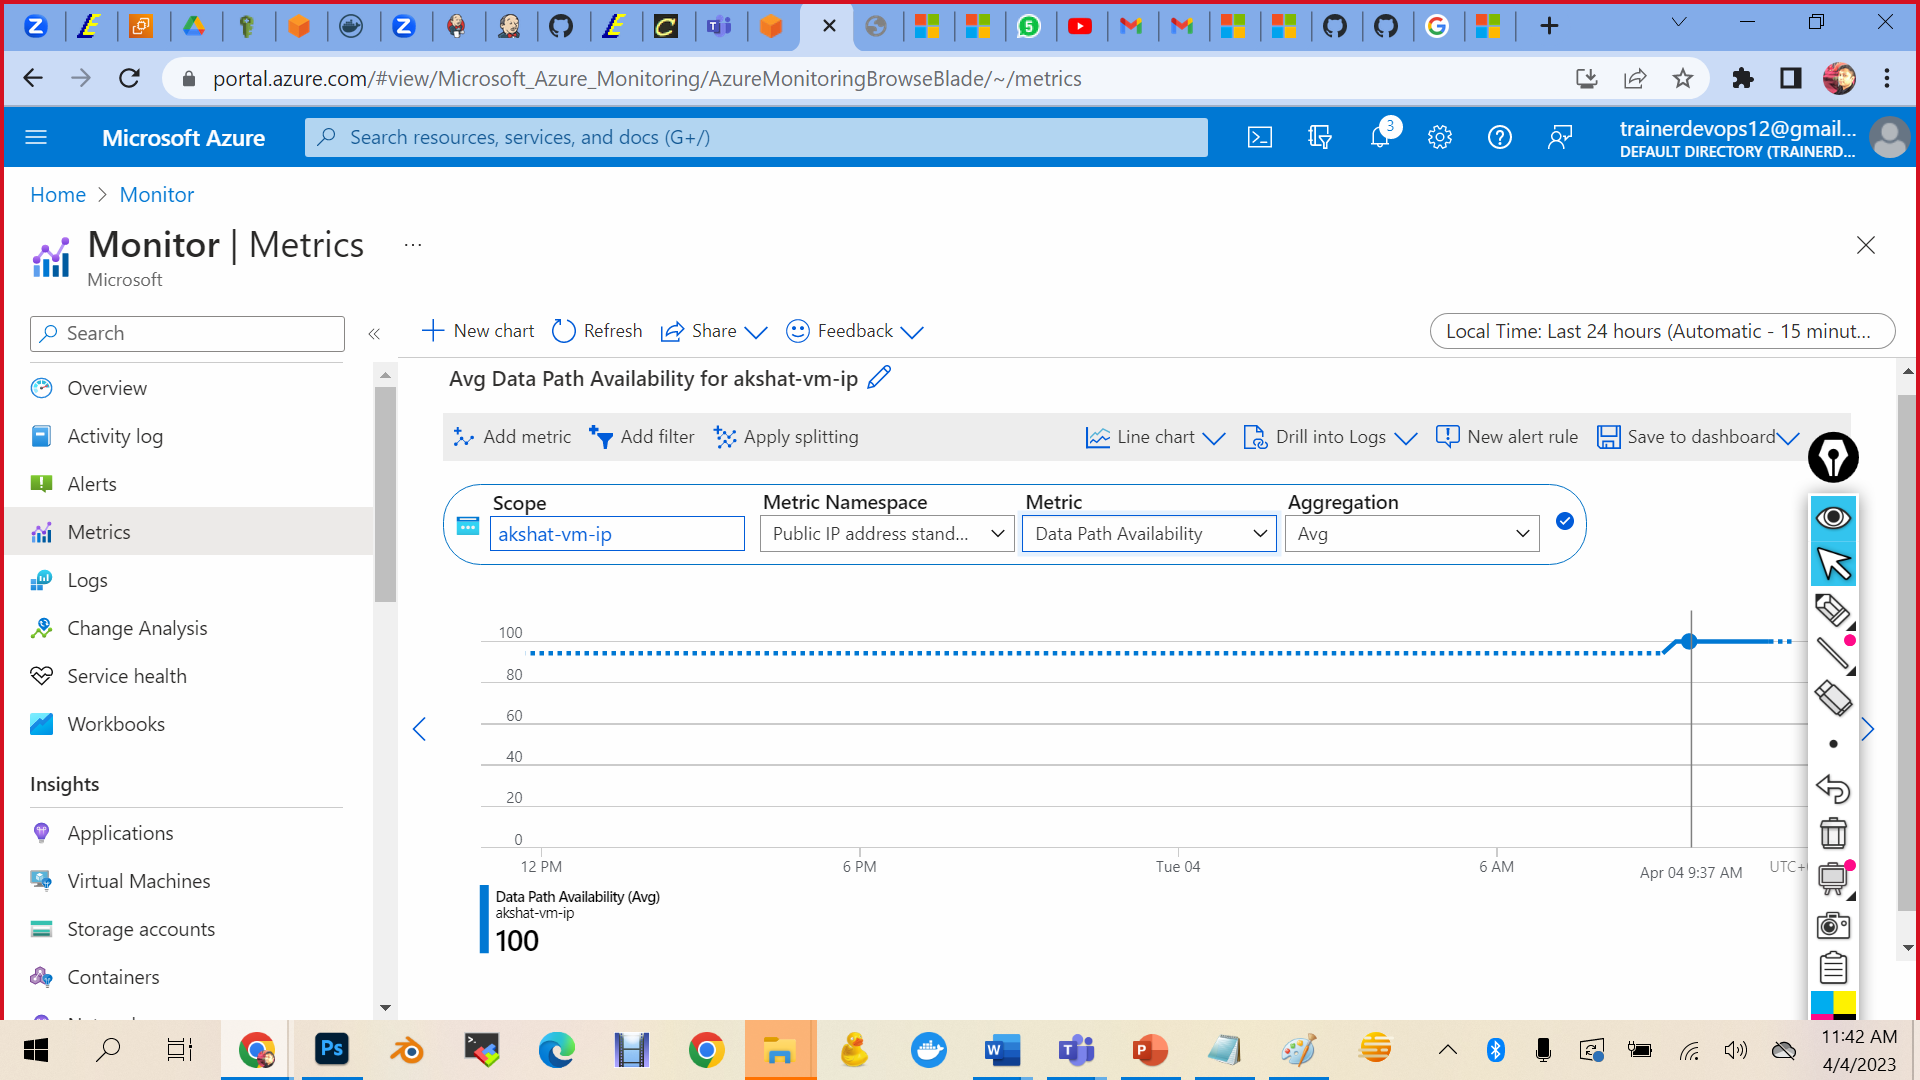 5
portal.azure.com/#view/Microsoft_Azure_Monitoring/AzureMonitoringBrowseBlade/~/metrics
Microsoft Azure
Search resources, services, and docs (G+/)
3
trainerdevops12@gmail...
DEFAULT DIRECTORY (TRAINERD...
Home > Monitor
Monitor | Metrics ...
Microsoft
Search
«
New chart
Refresh
Share
Feedback
Local Time: Last 24 hours (Automatic - 15 minut...
Overview
Activity log
Alerts
Metrics
Logs
Change Analysis
Service health
Workbooks
Insights
Applications
Virtual Machines
Storage accounts
Containers
Avg Data Path Availability for akshat-vm-ip
Add metric
Add filter
Apply splitting
Line chart
Drill into Logs
New alert rule
Save to dashboard
Scope
Metric Namespace
Metric
Aggregation
akshat-vm-ip
Public IP address stand...
Data Path Availability
Avg
100
80
60
40
20
0
12 PM
6 PM
Tue 04
6 AM
Apr 04 9:37 AM
Data Path Availability (Avg)
akshat-vm-ip
100
11:42 AM
4/4/2023